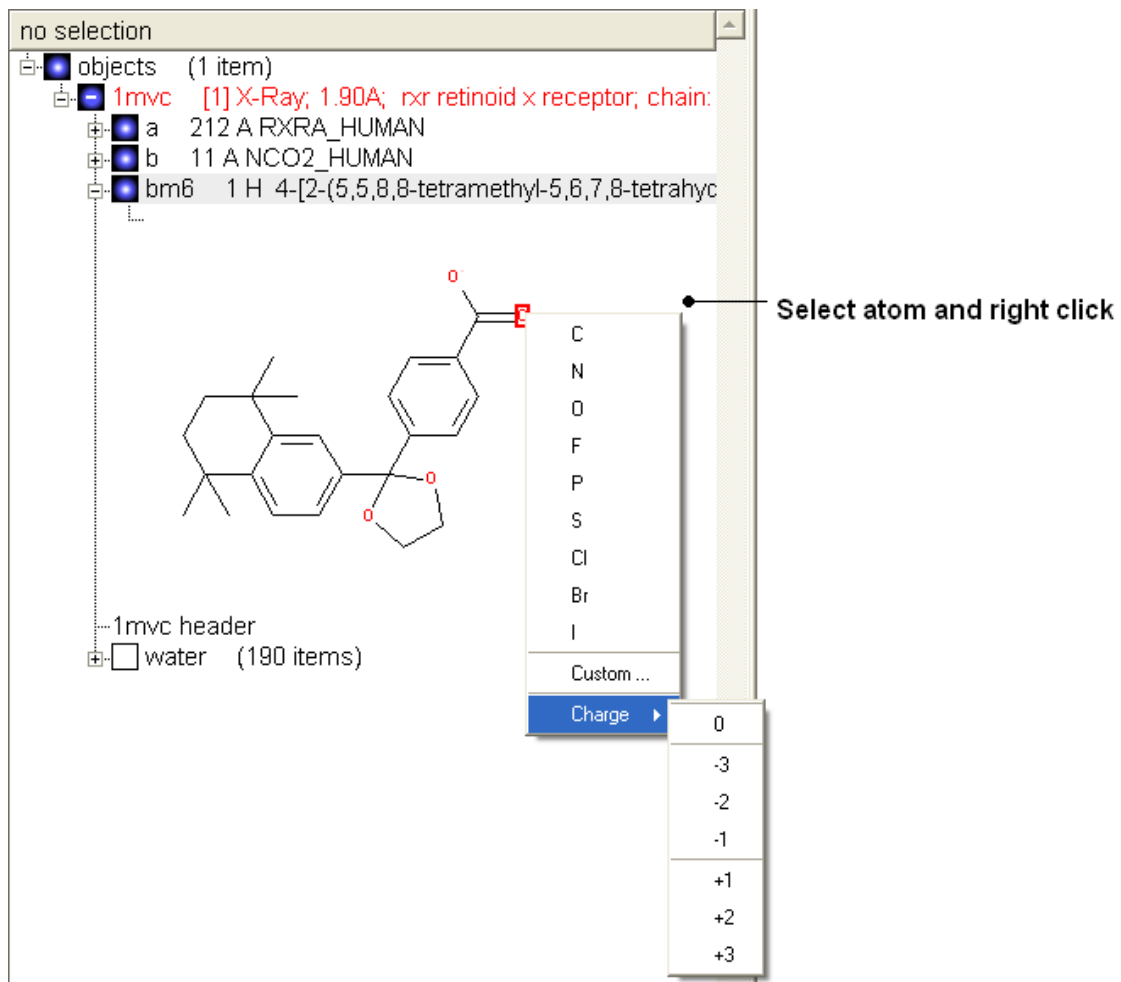 no selection
objects (1 item)
1mvc [1] X-Ray; 1.90A; rxr retinoid x receptor; chain:
a 212 A RXRA_HUMAN
b 11 A NCO2_HUMAN
bm6 1 H 4-[2-(5,5,8,8-tetramethyl-5,6,7,8-tetrahyc
O
Select atom and right click
O
O
C
N
O
F
P
S
Cl
Br
I
Custom ...
Charge
1mvc header
water (190 items)
0
-3
-2
-1
+1
+2
+3